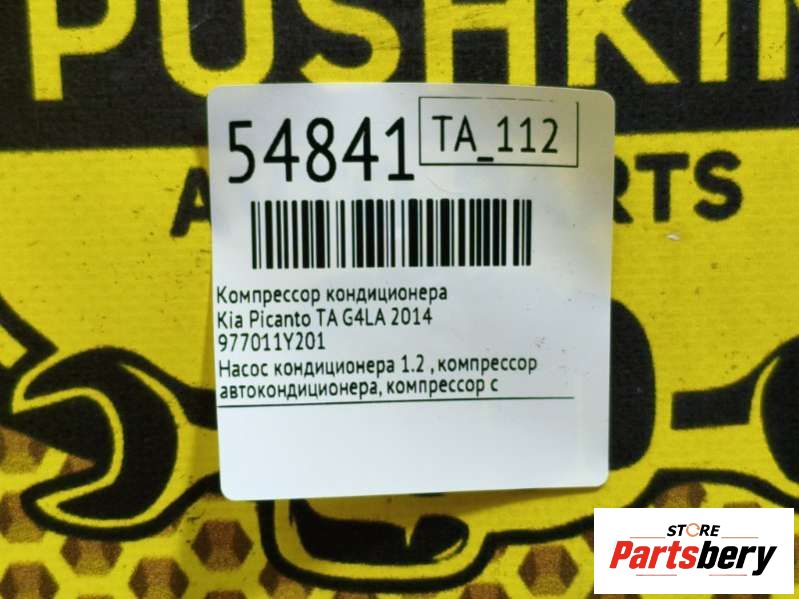 PUSHKIN
54841
TA_112
RTS
Компрессор кондиционера
Kia Picanto TA G4LA 2014
977011Y201
Насос кондиционера 1.2 , компрессор
автокондиционера, компрессор с
STORE
Partsbery